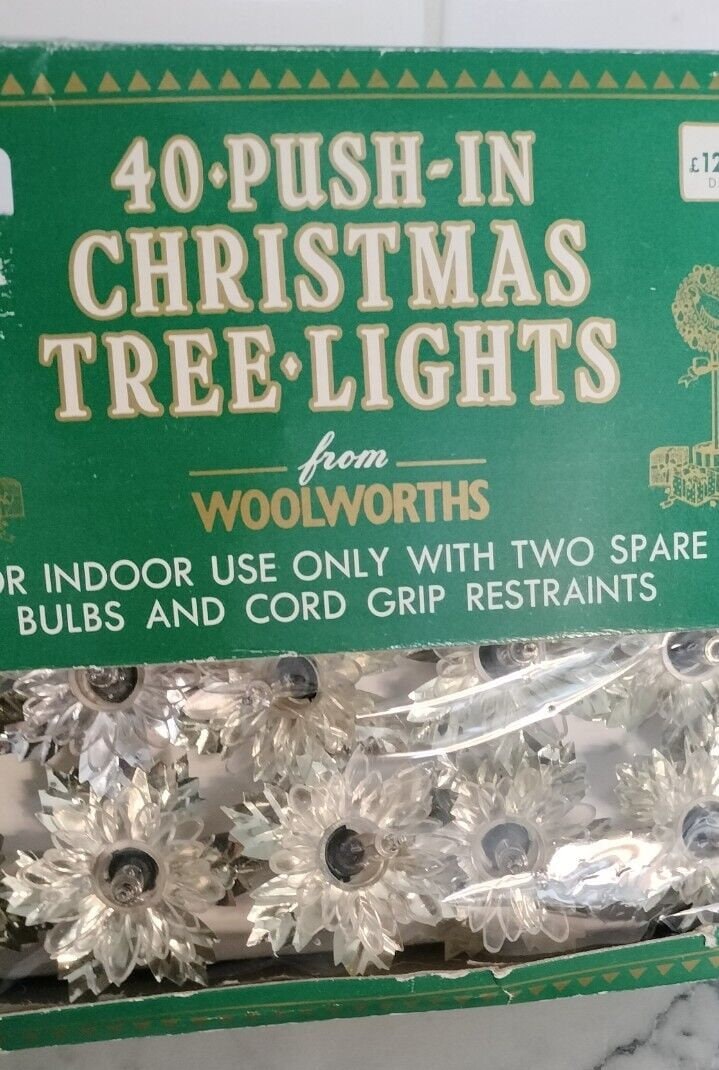 40·PUSH-IN
CHRISTMAS
TREE·LIGHTS
from
WOOLWORTHS
INDOOR USE ONLY WITH TWO SPARE
BULBS AND CORD GRIP RESTRAINTS
£12